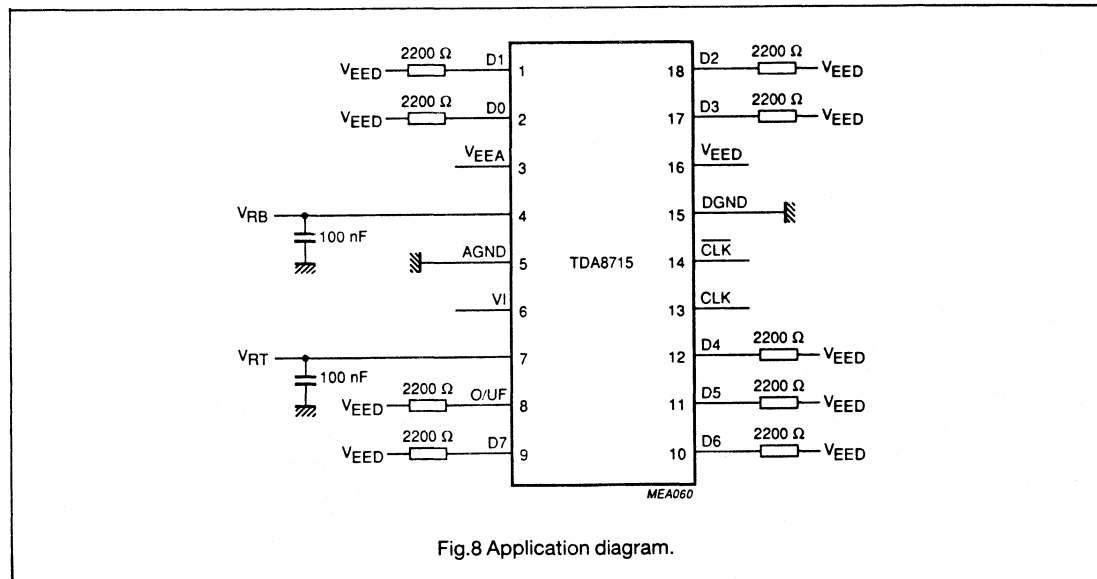 2200 Ω
V_EED D1 1
2200 Ω
V_EED D0 2
V_EEA 3
V_RB 4
100 nF
AGND 5
VI 6
V_RT 7
100 nF
2200 Ω
V_EED O/UF 8
2200 Ω
V_EED D7 9
TDA8715
18 D2 2200 Ω V_EED
17 D3 2200 Ω V_EED
16 V_EED
15 DGND
14 C̅L̅K̅
13 CLK
12 D4 2200 Ω V_EED
11 D5 2200 Ω V_EED
10 D6 2200 Ω V_EED
MEA060
Fig.8 Application diagram.